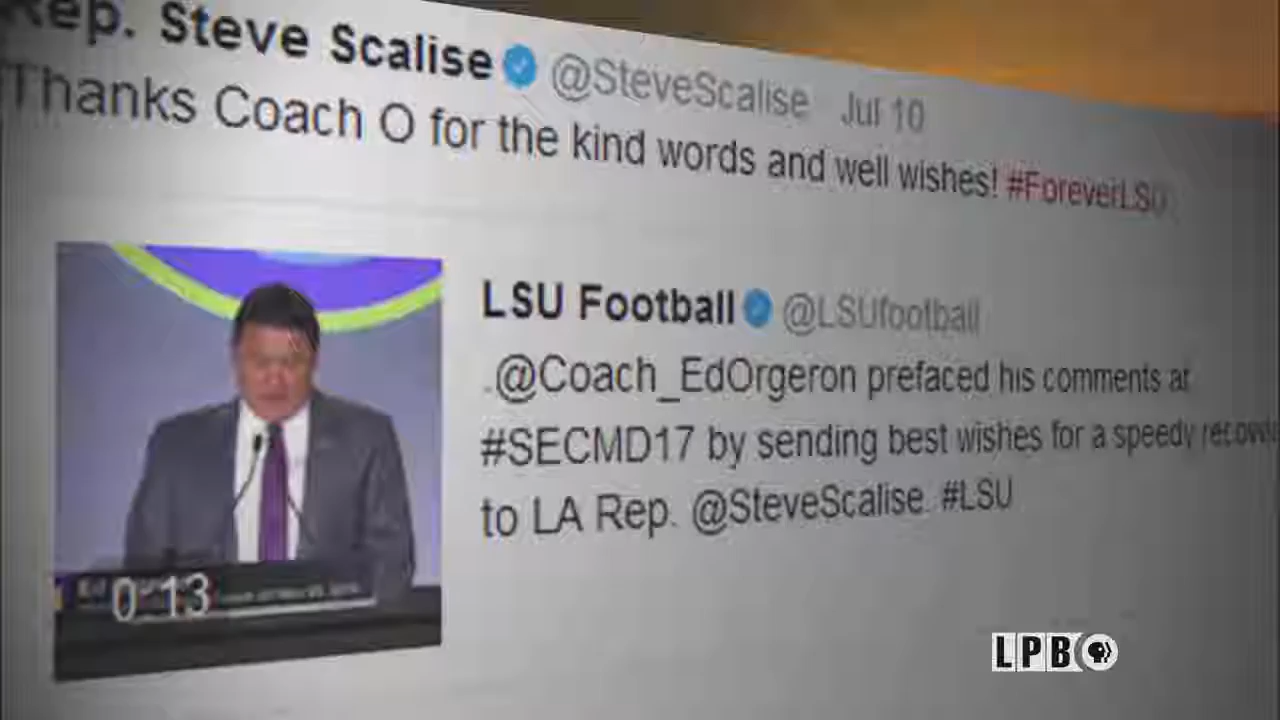 Rep. Steve Scalise @SteveScalise Jul 10
Thanks Coach O for the kind words and well wishes! #ForeverLSU
LSU Football @LSUfootball
.@Coach_EdOrgeron prefaced his comments at
#SECMD17 by sending best wishes for a speedy
to LA Rep. @SteveScalise. #LSU
0:13
LPB